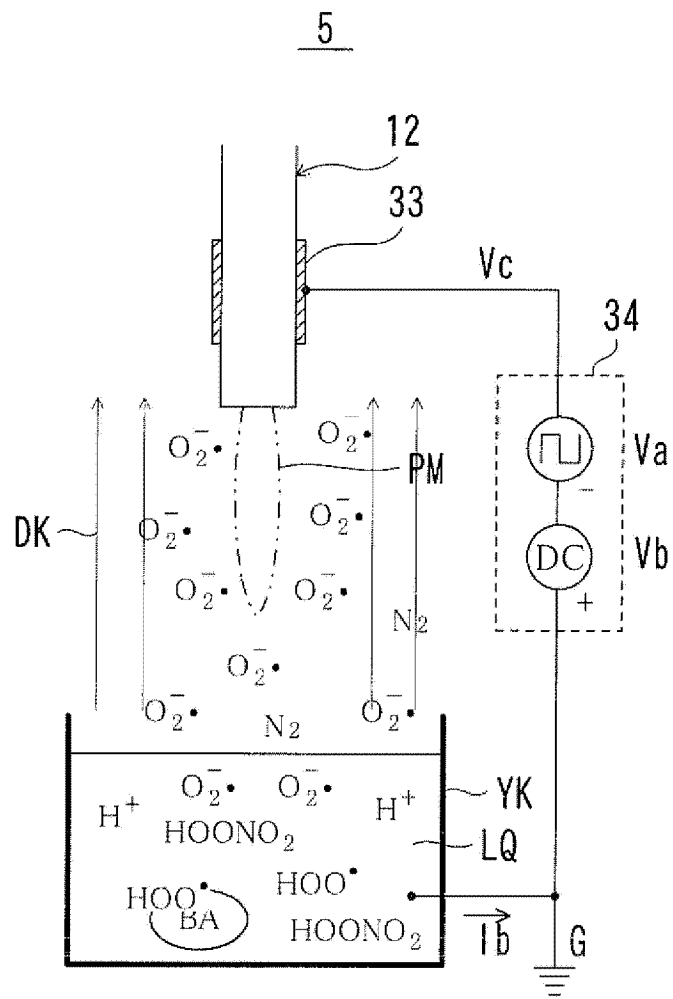 5
12
33
Vc
34
O₂⁻• O₂⁻•
Va
PM
−
DK O₂⁻• O₂⁻•
DC Vb
O₂⁻• O₂⁻•
+
N₂
O₂⁻•
O₂⁻• N₂ O₂⁻•
O₂⁻• O₂⁻• YK
H⁺ H⁺
HOONO₂ LQ
HOO• HOO•
BA
HOONO₂ Ib G